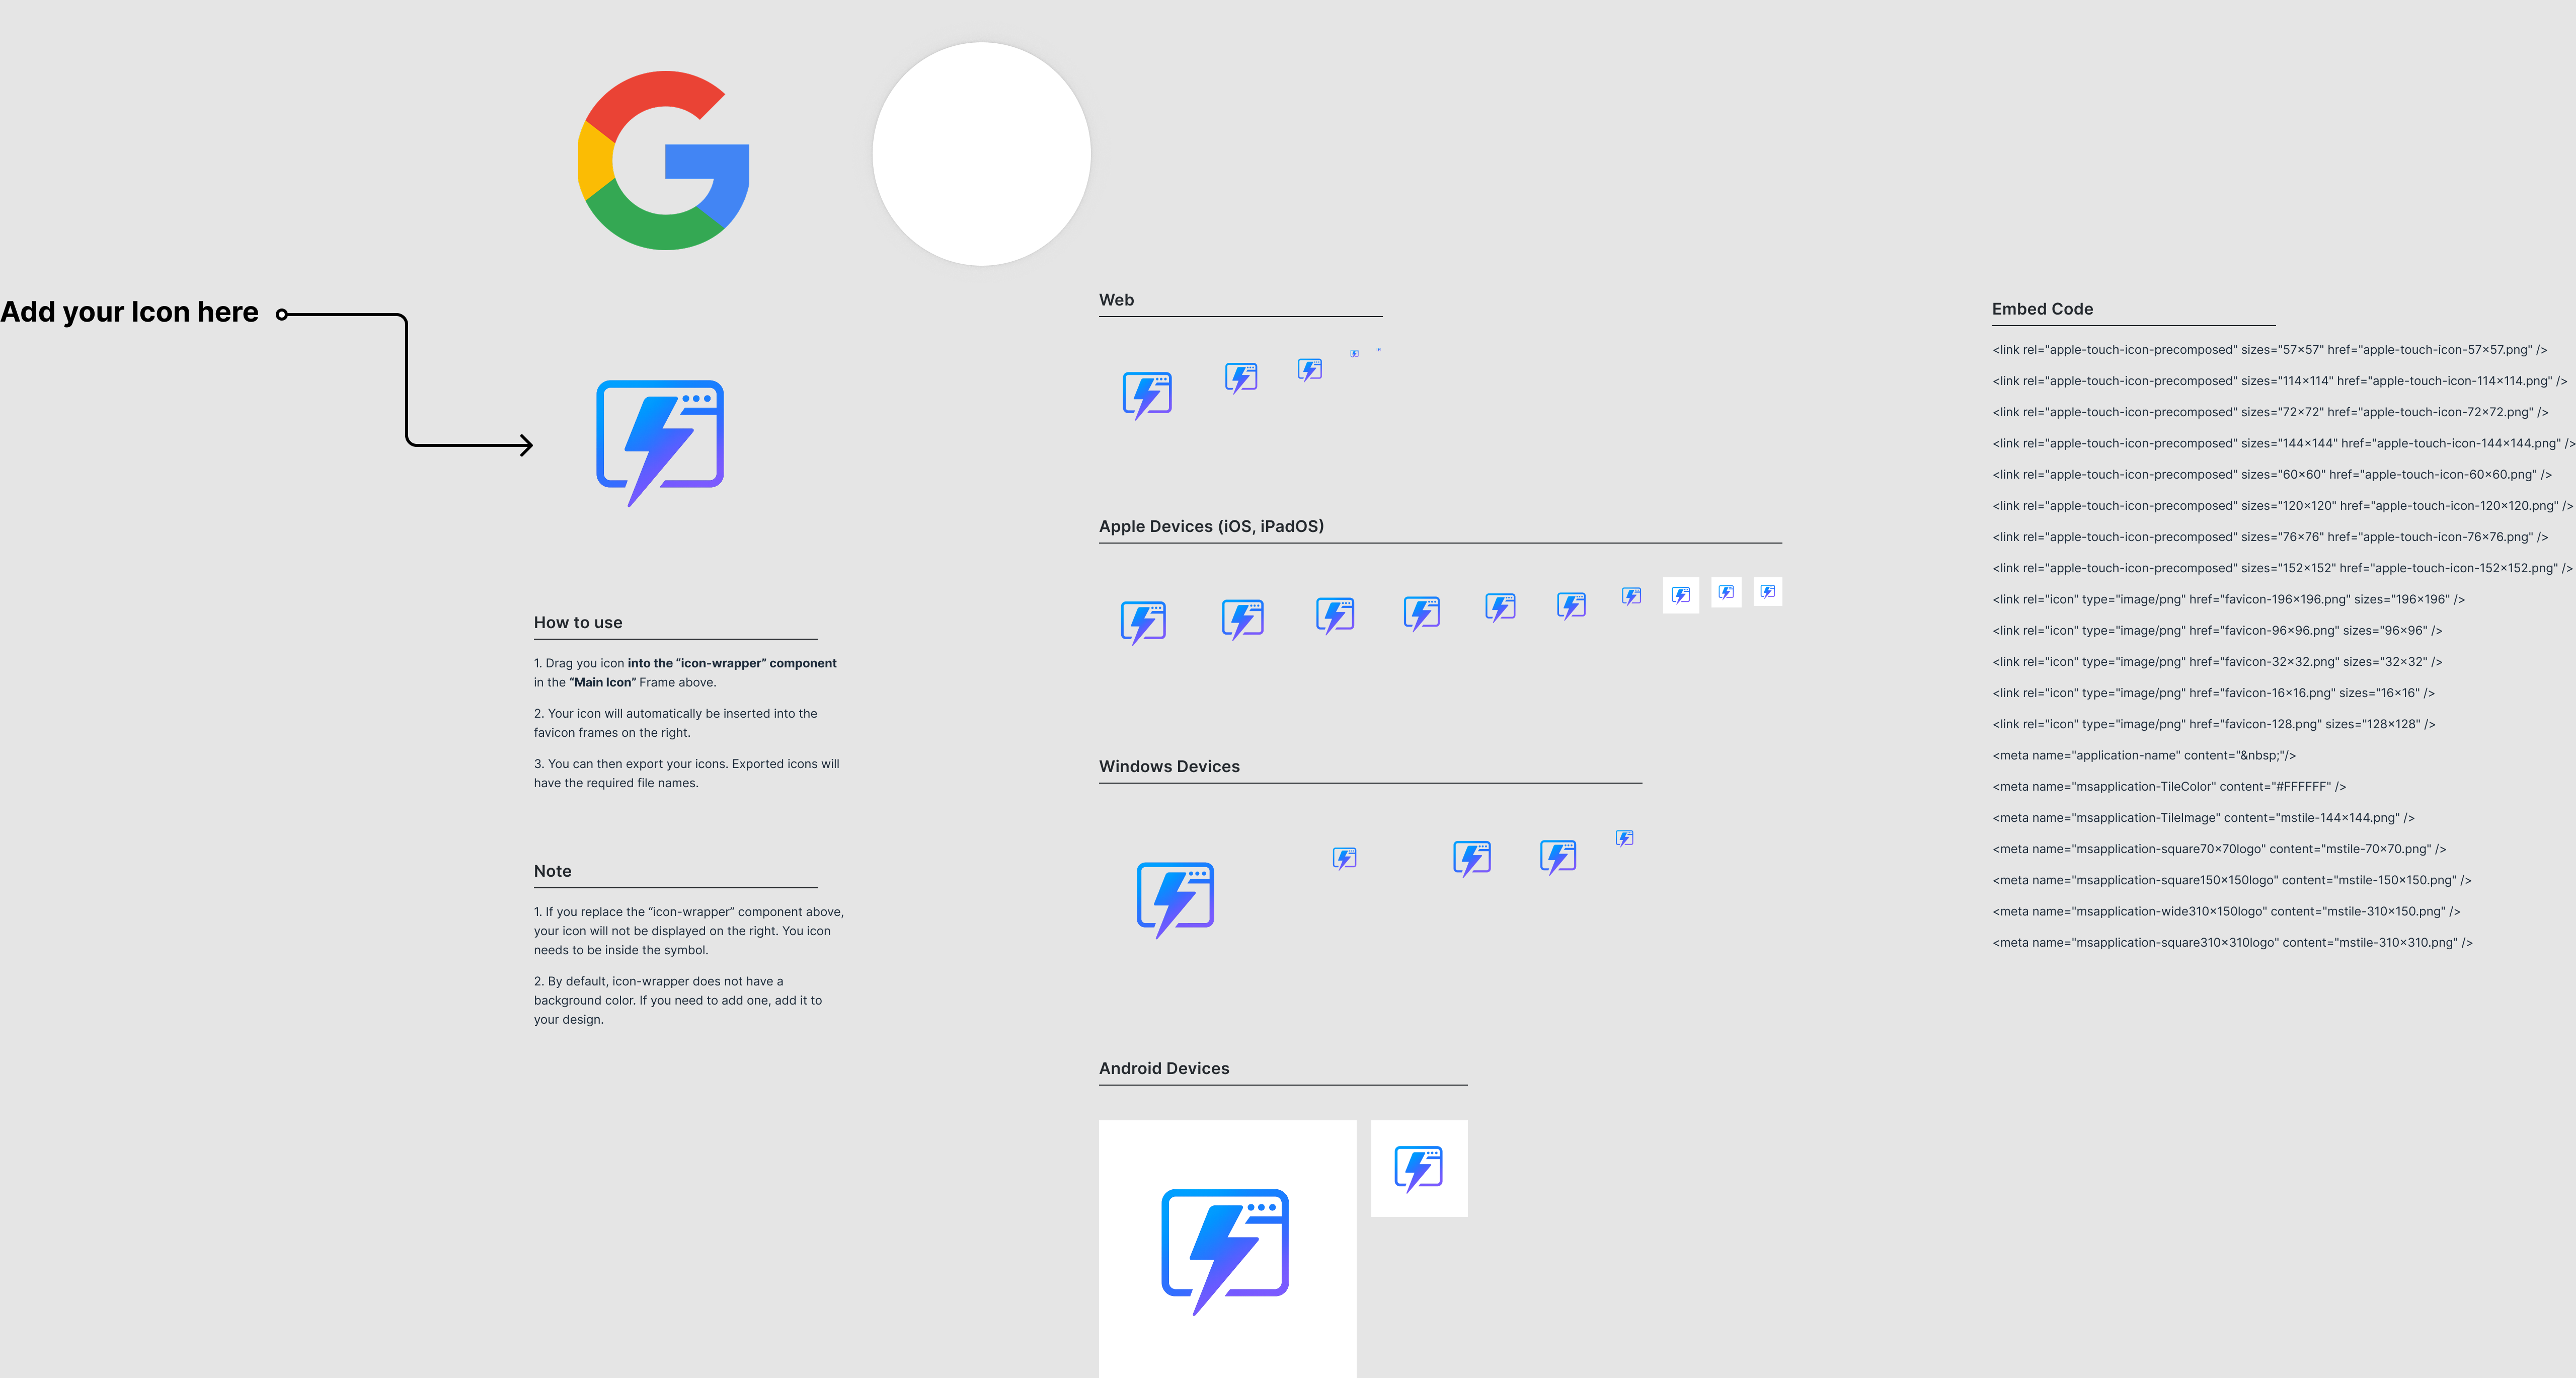 Add your Icon here
How to use
1. Drag you icon into the “icon-wrapper” component
in the “Main Icon” Frame above.
2. Your icon will automatically be inserted into the
favicon frames on the right.
3. You can then export your icons. Exported icons will
have the required file names.
Note
1. If you replace the “icon-wrapper” component above,
your icon will not be displayed on the right. You icon
needs to be inside the symbol.
2. By default, icon-wrapper does not have a
background color. If you need to add one, add it to
your design.
Web
Apple Devices (iOS, iPadOS)
Windows Devices
Android Devices
Embed Code
<link rel="apple-touch-icon-precomposed" sizes="57×57" href="apple-touch-icon-57×57.png" />
<link rel="apple-touch-icon-precomposed" sizes="114×114" href="apple-touch-icon-114×114.png" />
<link rel="apple-touch-icon-precomposed" sizes="72×72" href="apple-touch-icon-72×72.png" />
<link rel="apple-touch-icon-precomposed" sizes="144×144" href="apple-touch-icon-144×144.png" />
<link rel="apple-touch-icon-precomposed" sizes="60×60" href="apple-touch-icon-60×60.png" />
<link rel="apple-touch-icon-precomposed" sizes="120×120" href="apple-touch-icon-120×120.png" />
<link rel="apple-touch-icon-precomposed" sizes="76×76" href="apple-touch-icon-76×76.png" />
<link rel="apple-touch-icon-precomposed" sizes="152×152" href="apple-touch-icon-152×152.png" />
<link rel="icon" type="image/png" href="favicon-196×196.png" sizes="196×196" />
<link rel="icon" type="image/png" href="favicon-96×96.png" sizes="96×96" />
<link rel="icon" type="image/png" href="favicon-32×32.png" sizes="32×32" />
<link rel="icon" type="image/png" href="favicon-16×16.png" sizes="16×16" />
<link rel="icon" type="image/png" href="favicon-128.png" sizes="128×128" />
<meta name="application-name" content="&nbsp;"/>
<meta name="msapplication-TileColor" content="#FFFFFF" />
<meta name="msapplication-TileImage" content="mstile-144×144.png" />
<meta name="msapplication-square70×70logo" content="mstile-70×70.png" />
<meta name="msapplication-square150×150logo" content="mstile-150×150.png" />
<meta name="msapplication-wide310×150logo" content="mstile-310×150.png" />
<meta name="msapplication-square310×310logo" content="mstile-310×310.png" />